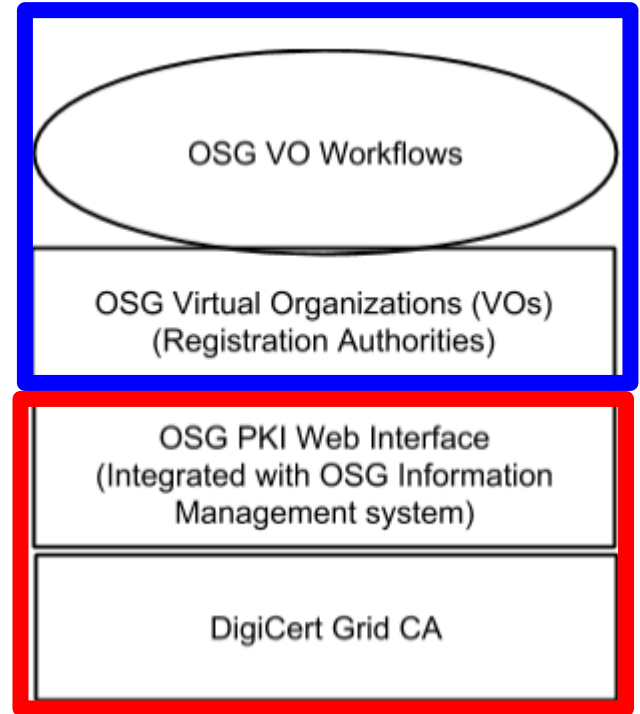 OSG VO Workflows
OSG Virtual Organizations (VOs)
(Registration Authorities)
OSG PKI Web Interface
(Integrated with OSG Information
Management system)
DigiCert Grid CA